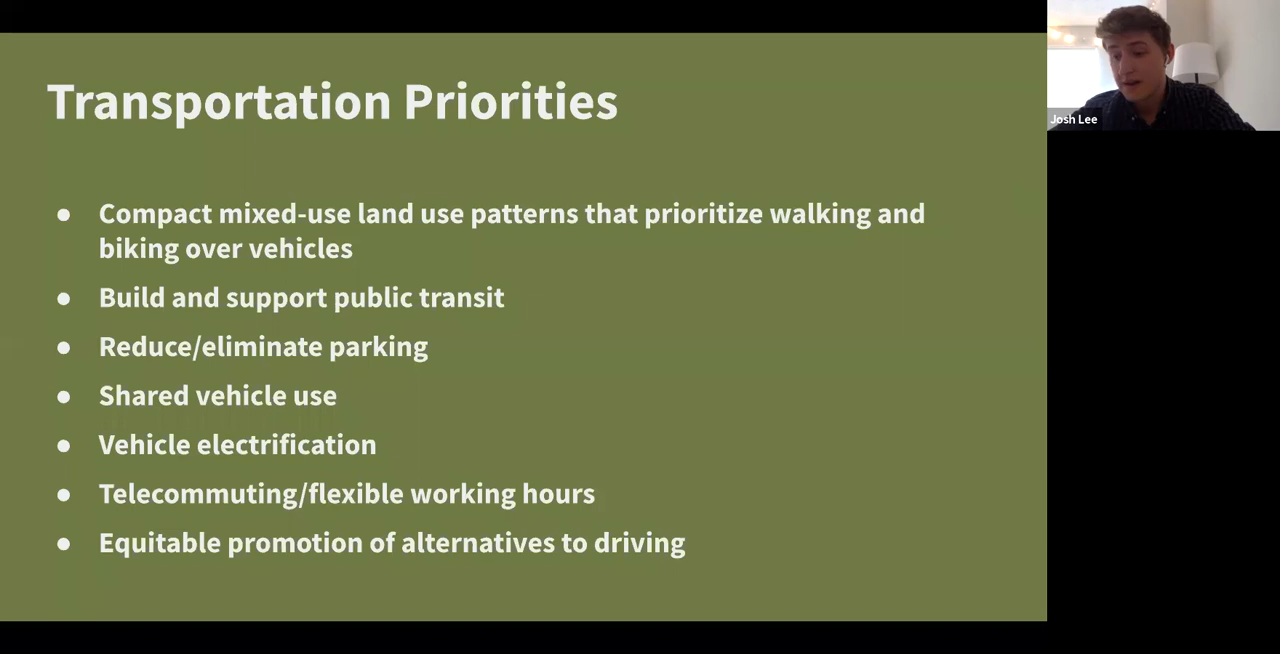 Transportation Priorities
Josh Lee
● Compact mixed-use land use patterns that prioritize walking and
biking over vehicles
● Build and support public transit
● Reduce/eliminate parking
● Shared vehicle use
● Vehicle electrification
● Telecommuting/flexible working hours
● Equitable promotion of alternatives to driving